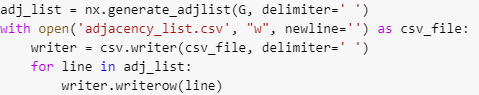 adj_list = nx.generate_adjlist(G, delimiter=' ')
with open('adjacency_list.csv', "w", newline='') as csv_file:
    writer = csv.writer(csv_file, delimiter=' ')
    for line in adj_list:
        writer.writerow(line)